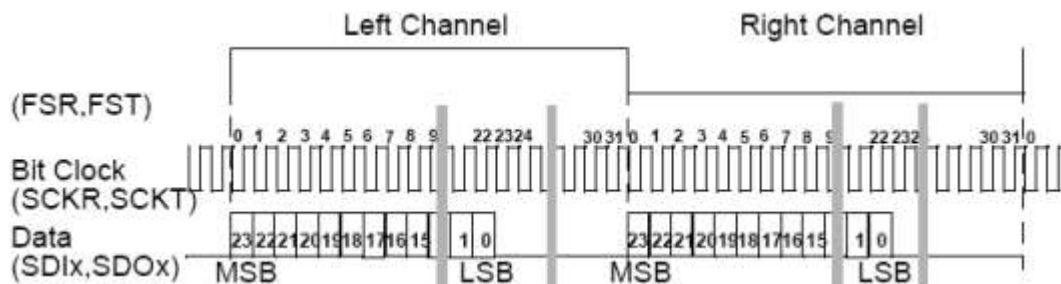 Left Channel Right Channel
(FSR,FST)
0 1 2 3 4 5 6 7 8 9 22 23 24 30 31 0 1 2 3 4 5 6 7 8 9 22 23 2 30 31 0
Bit Clock
(SCKR,SCKT)
Data 23 22 21 20 19 18 17 16 15 1 0 23 22 21 20 19 18 17 16 15 1 0
(SDIx,SDOx)
MSB LSB MSB LSB